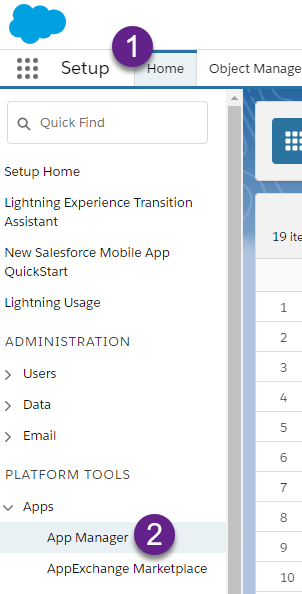 1
Setup Home Object Manage
Quick Find
Setup Home
Lightning Experience Transition
Assistant
New Salesforce Mobile App
QuickStart
Lightning Usage
ADMINISTRATION
Users
Data
Email
PLATFORM TOOLS
Apps
App Manager 2
AppExchange Marketplace
19 ite
1
2
3
4
5
6
7
8
9
10